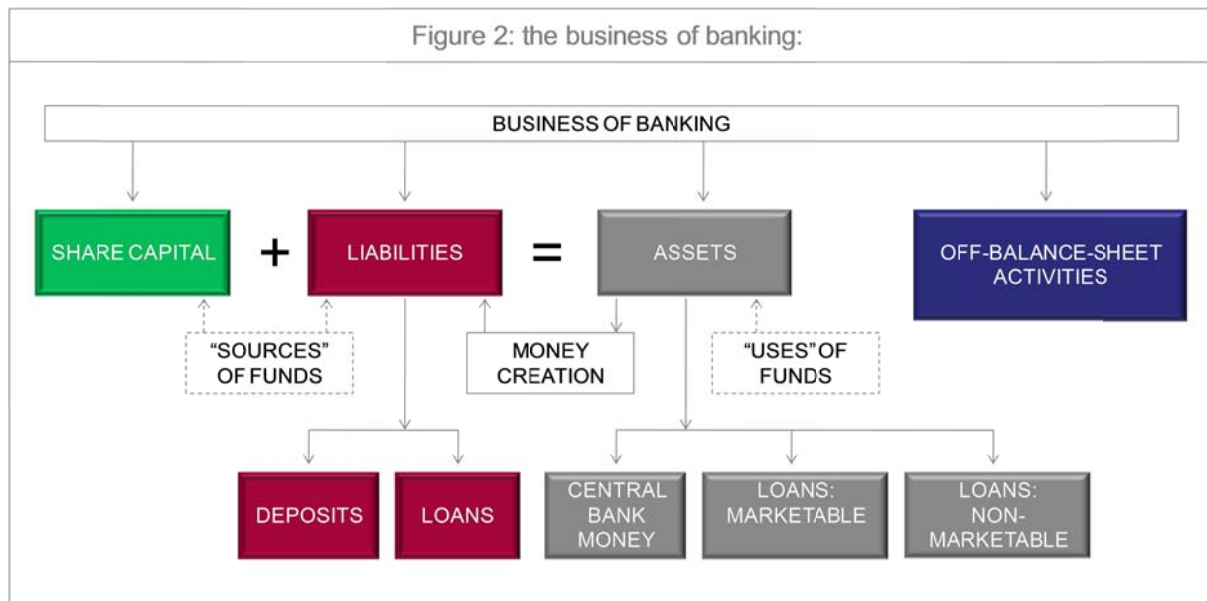 Figure 2: the business of banking:
BUSINESS OF BANKING
SHARE CAPITAL
+
LIABILITIES
=
ASSETS
OFF-BALANCE-SHEET
ACTIVITIES
“SOURCES”
OF FUNDS
MONEY
CREATION
“USES” OF
FUNDS
DEPOSITS
LOANS
CENTRAL
BANK
MONEY
LOANS:
MARKETABLE
LOANS:
NON-
MARKETABLE